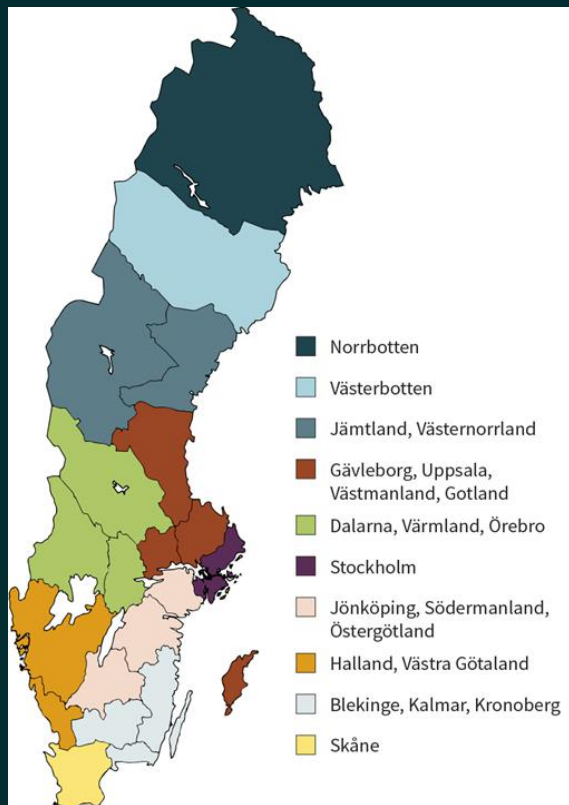 Norrbotten
Västerbotten
Jämtland, Västernorrland
Gävleborg, Uppsala,
Västmanland, Gotland
Dalarna, Värmland, Örebro
Stockholm
Jönköping, Södermanland,
Östergötland
Halland, Västra Götaland
Blekinge, Kalmar, Kronoberg
Skåne